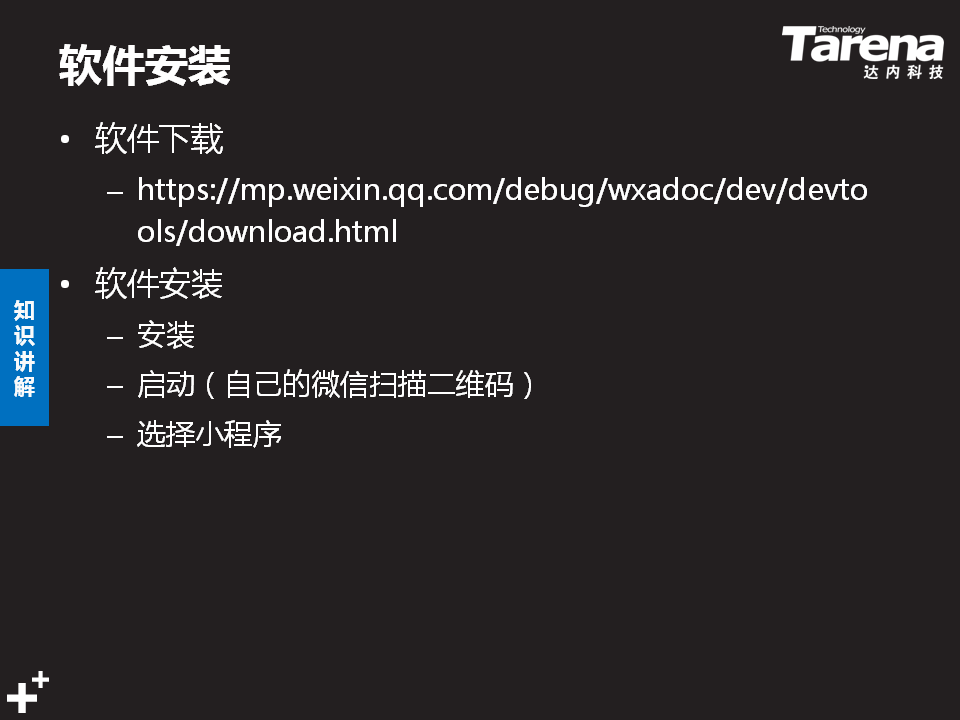 软件安装
Technology
Tarena
达内科技
• 软件下载
– https://mp.weixin.qq.com/debug/wxadoc/dev/devto
ols/download.html
• 软件安装
– 安装
– 启动（自己的微信扫描二维码）
– 选择小程序
知
识
讲
解